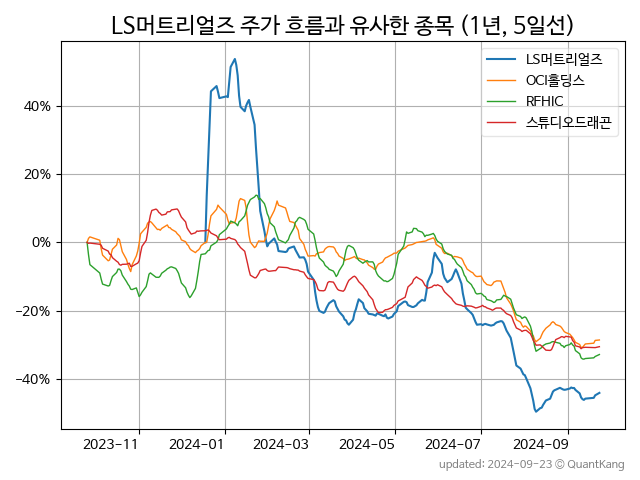 LS머트리얼즈 주가 흐름과 유사한 종목 (1년, 5일선)
LS머트리얼즈
OCI홀딩스
RFHIC
스튜디오드래곤
40%
20%
0%
−20%
−40%
2023−11
2024−01
2024−03
2024−05
2024−07
2024−09
updated: 2024−09−23 © QuantKang